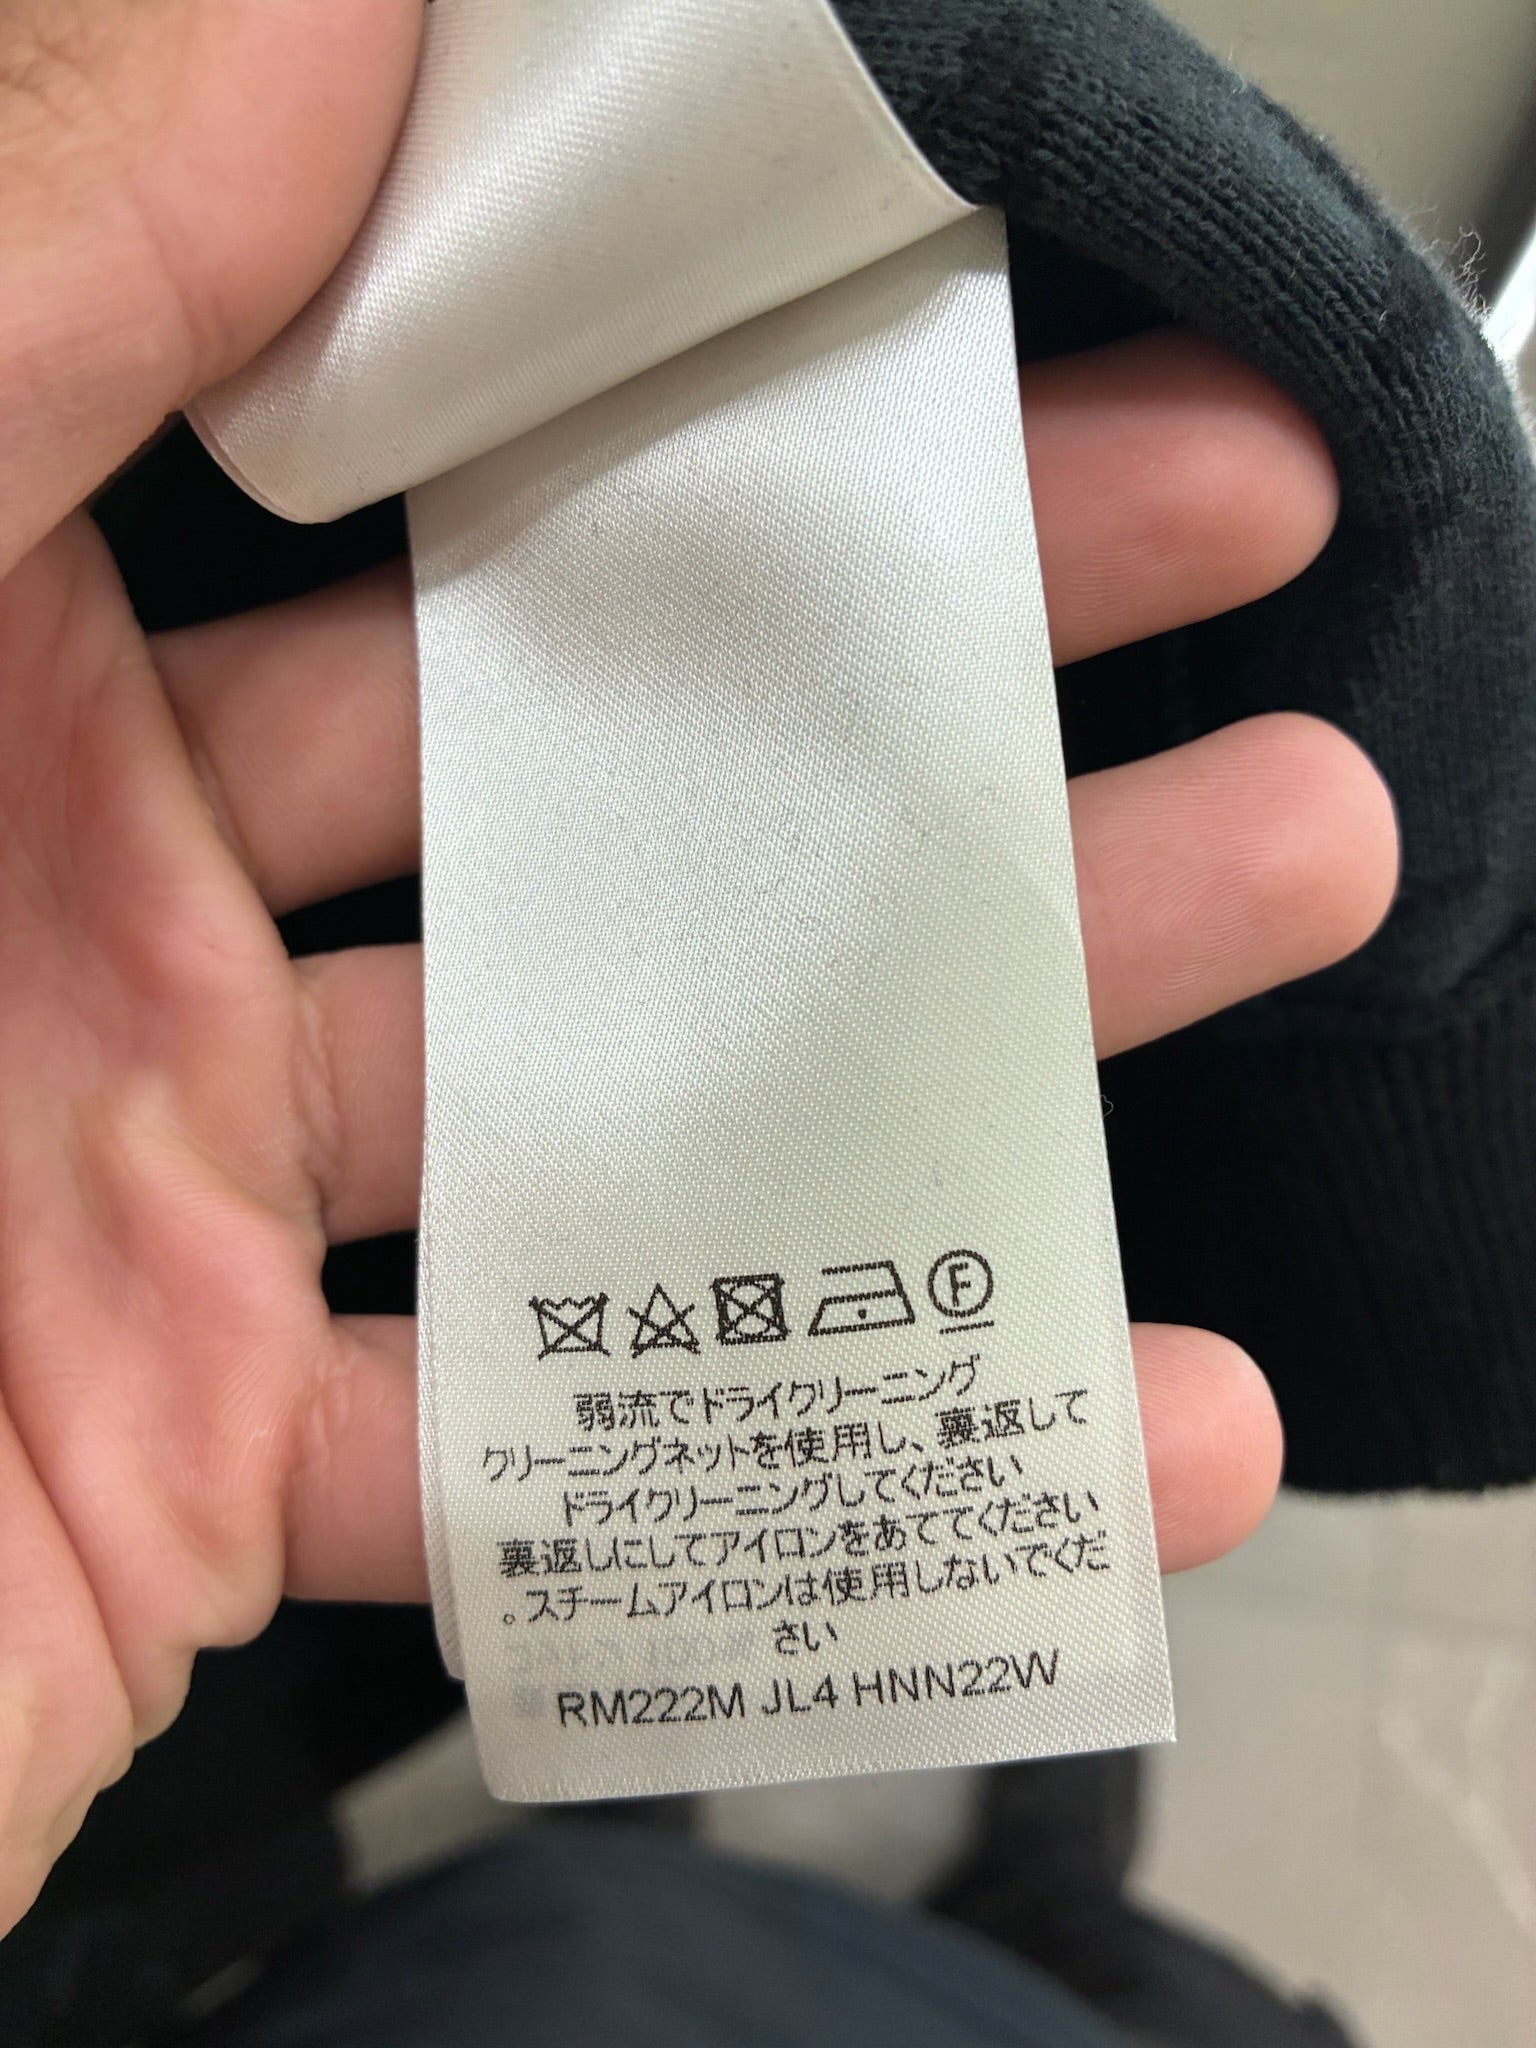 F
弱流でドライクリーニング
クリーニングネットを使用し、裏返して
ドライクリーニングしてください
裏返しにしてアイロンをあててください
。スチームアイロンは使用しないでくだ
さい
RM222M JL4 HNN22W